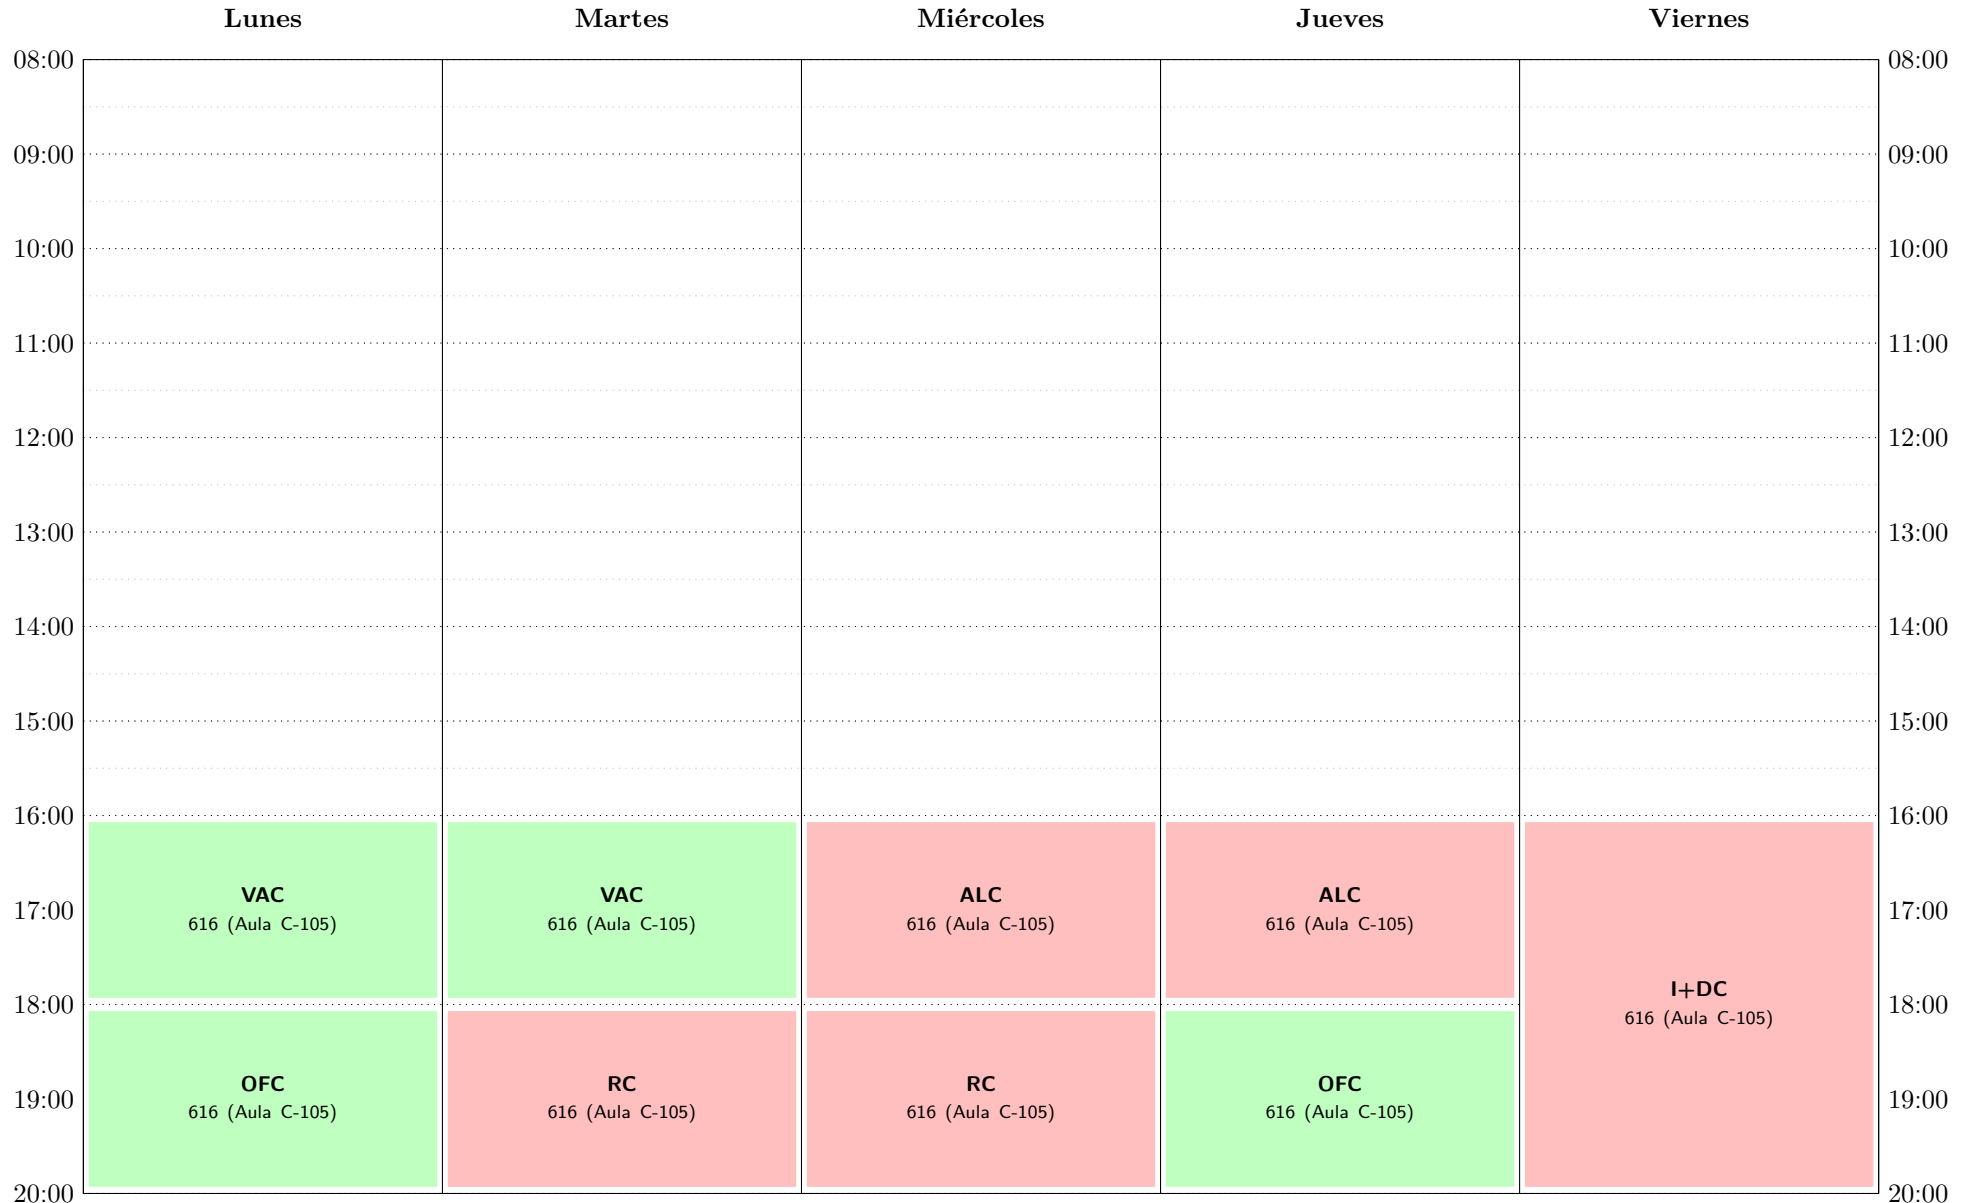 Lunes Martes Miércoles Jueves Viernes
08:00 08:00
09:00 09:00
10:00 10:00
11:00 11:00
12:00 12:00
13:00 13:00
14:00 14:00
15:00 15:00
16:00 16:00
VAC VAC ALC ALC
17:00 616 (Aula C-105) 616 (Aula C-105) 616 (Aula C-105) 616 (Aula C-105) 17:00
I+DC
18:00 18:00
616 (Aula C-105)
OFC RC RC OFC
19:00 616 (Aula C-105) 616 (Aula C-105) 616 (Aula C-105) 616 (Aula C-105) 19:00
20:00 20:00